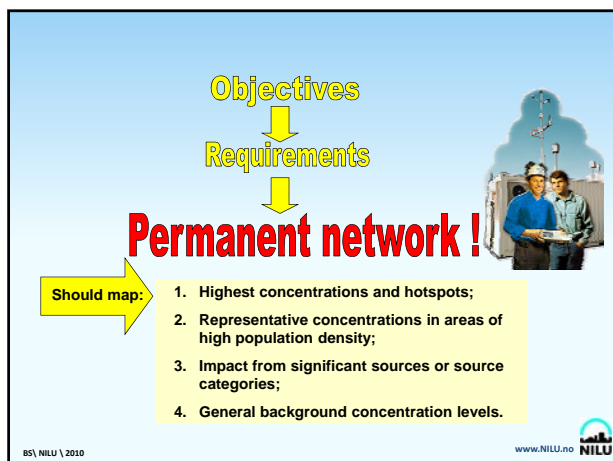 Objectives
Requirements
Permanent network !
Should map:
1. Highest concentrations and hotspots;
2. Representative concentrations in areas of
high population density;
3. Impact from significant sources or source
categories;
4. General background concentration levels.
BS\ NILU \ 2010
www.NILU.no
NILU